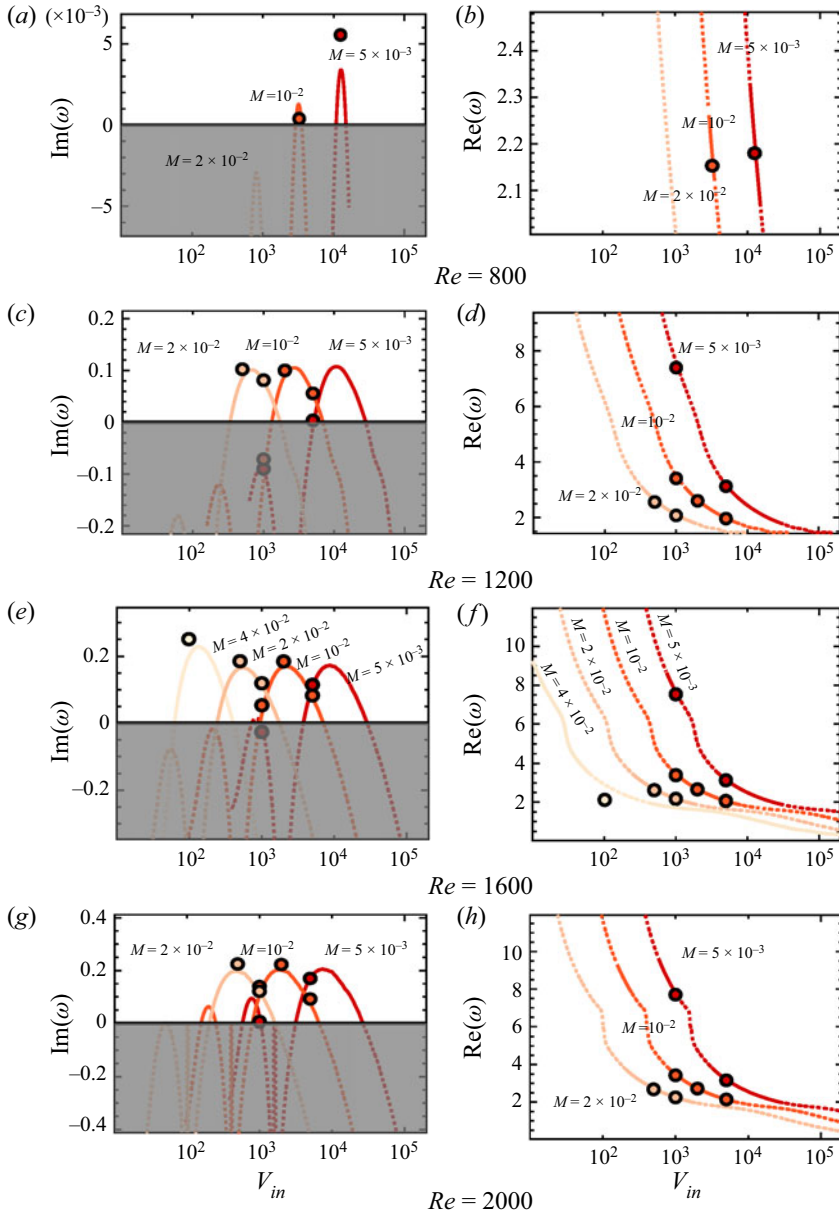 (a) (×10⁻³) (b)
5 2.4
M = 5 × 10⁻³ M = 5 × 10⁻³
M = 10⁻² 2.3
Im(ω) 0 Re(ω) 2.2 M = 10⁻²
M = 2 × 10⁻² M = 2 × 10⁻²
−5 2.1
10² 10³ 10⁴ 10⁵ 10² 10³ 10⁴ 10⁵
Re = 800
(c) 0.2 (d)
M = 2 × 10⁻² M = 10⁻² M = 5 × 10⁻³ 8 M = 5 × 10⁻³
0.1 6
Im(ω) 0 Re(ω) M = 10⁻²
−0.1 4
M = 2 × 10⁻²
−0.2 2
10² 10³ 10⁴ 10⁵ 10² 10³ 10⁴ 10⁵
Re = 1200
(e) (f)
M = 4 × 10⁻² M = 2 × 10⁻² M = 10⁻² M = 5 × 10⁻³ 10 M = 4 × 10⁻² M = 2 × 10⁻² M = 10⁻² M = 5 × 10⁻³
0.2 8
Im(ω) 0 Re(ω) 6
−0.2 4
2
10² 10³ 10⁴ 10⁵ 10² 10³ 10⁴ 10⁵
Re = 1600
(g) 0.4 (h)
M = 2 × 10⁻² M = 10⁻² M = 5 × 10⁻³ 10 M = 5 × 10⁻³
0.2 8
Im(ω) 0 Re(ω) 6
M = 10⁻²
−0.2 4
M = 2 × 10⁻²
−0.4 2
10² 10³ 10⁴ 10⁵ 10² 10³ 10⁴ 10⁵
V_in V_in
Re = 2000